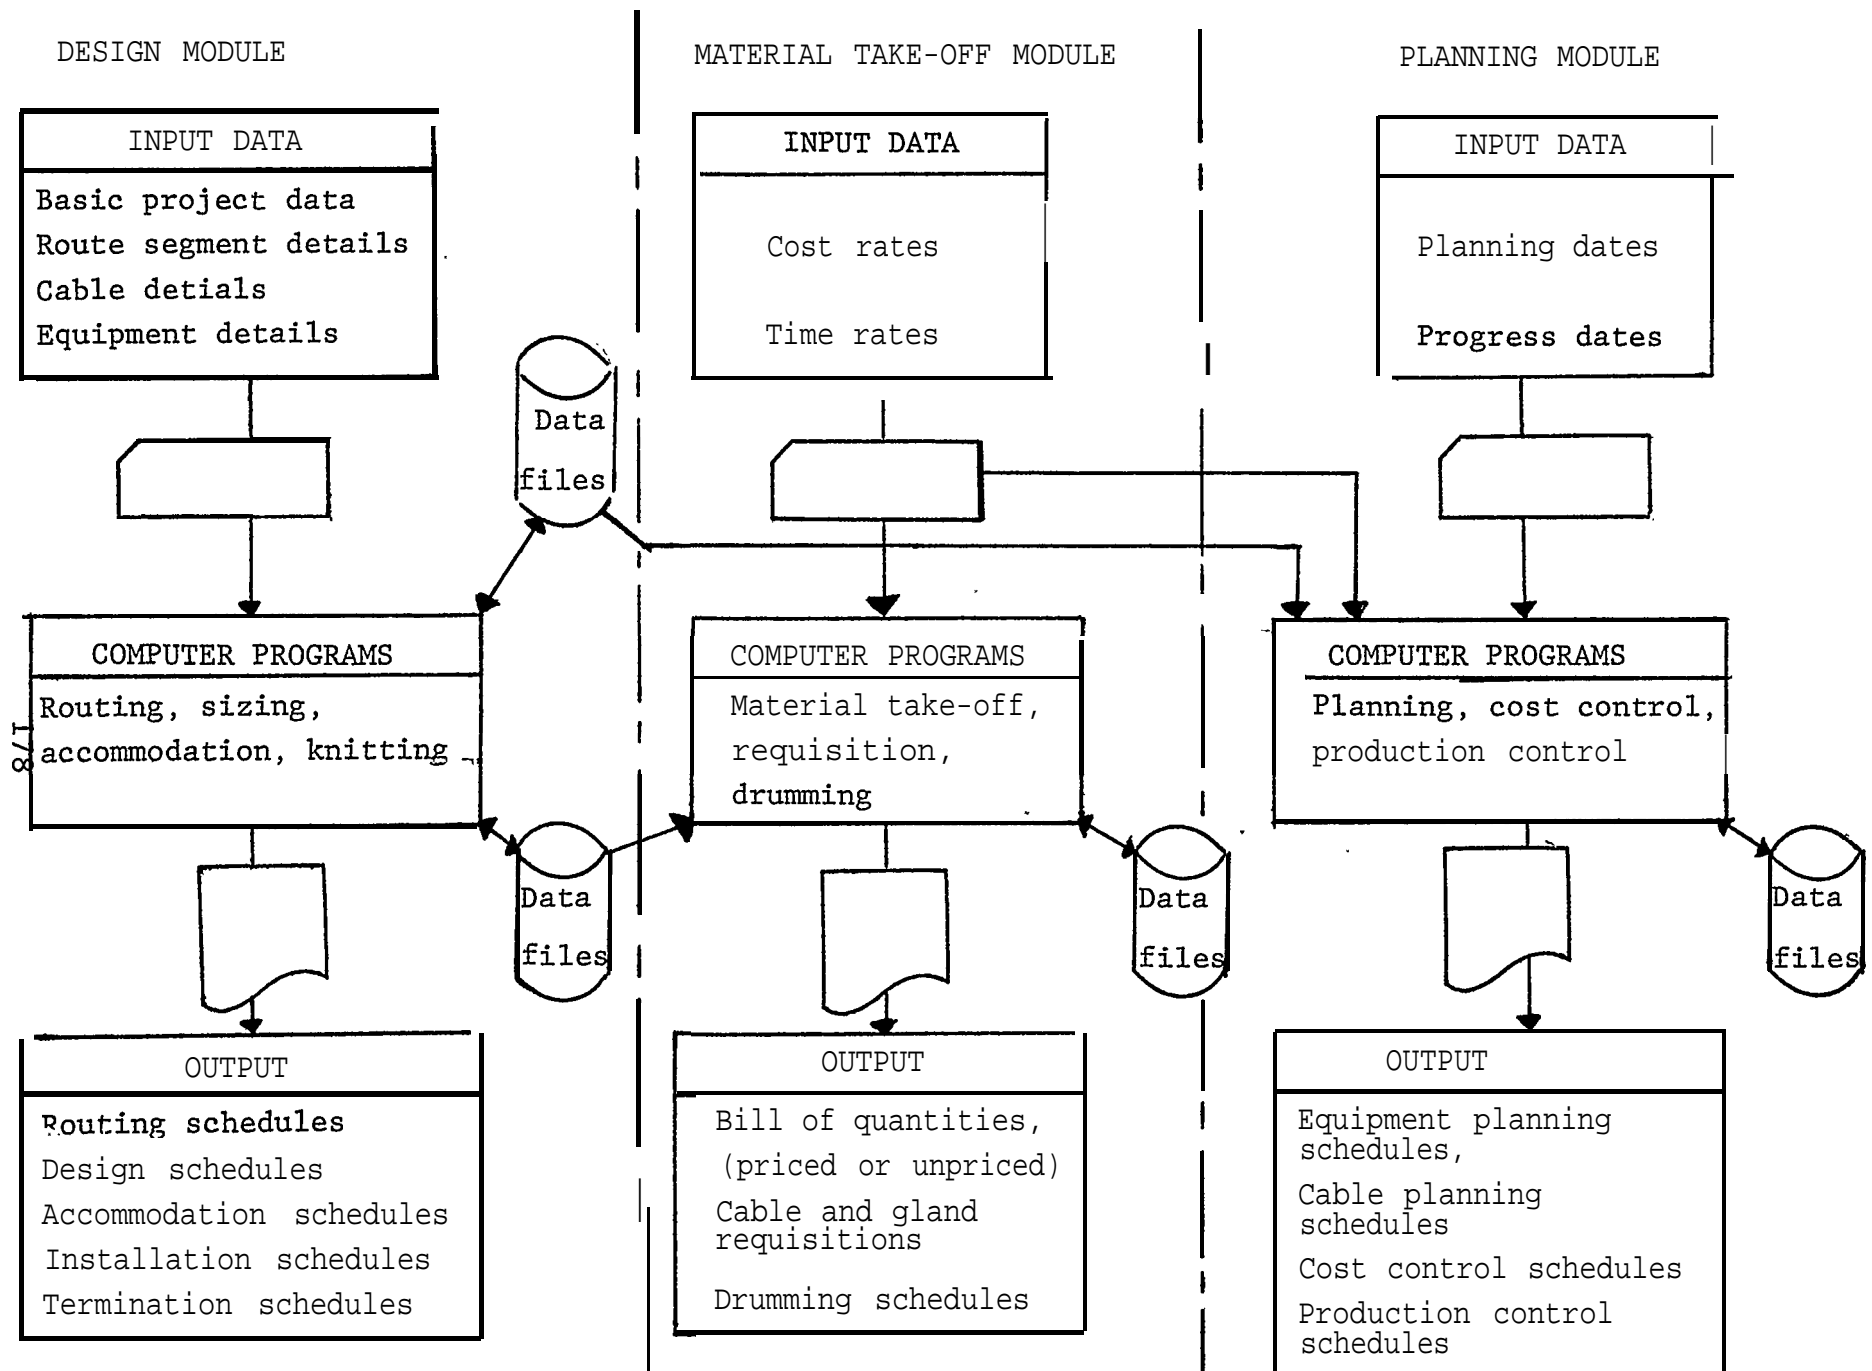 DESIGN MODULE
INPUT DATA
Basic project data
Route segment details
Cable detials
Equipment details
Data
files
COMPUTER PROGRAMS
Routing, sizing,
accommodation, knitting
178
Data
files
OUTPUT
Routing schedules
Design schedules
Accommodation schedules
Installation schedules
Termination schedules
MATERIAL TAKE-OFF MODULE
INPUT DATA
Cost rates
Time rates
COMPUTER PROGRAMS
Material take-off,
requisition,
drumming
Data
files
OUTPUT
Bill of quantities,
(priced or unpriced)
Cable and gland
requisitions
Drumming schedules
PLANNING MODULE
INPUT DATA
Planning dates
Progress dates
COMPUTER PROGRAMS
Planning, cost control,
production control
Data
files
OUTPUT
Equipment planning
schedules,
Cable planning
schedules
Cost control schedules
Production control
schedules